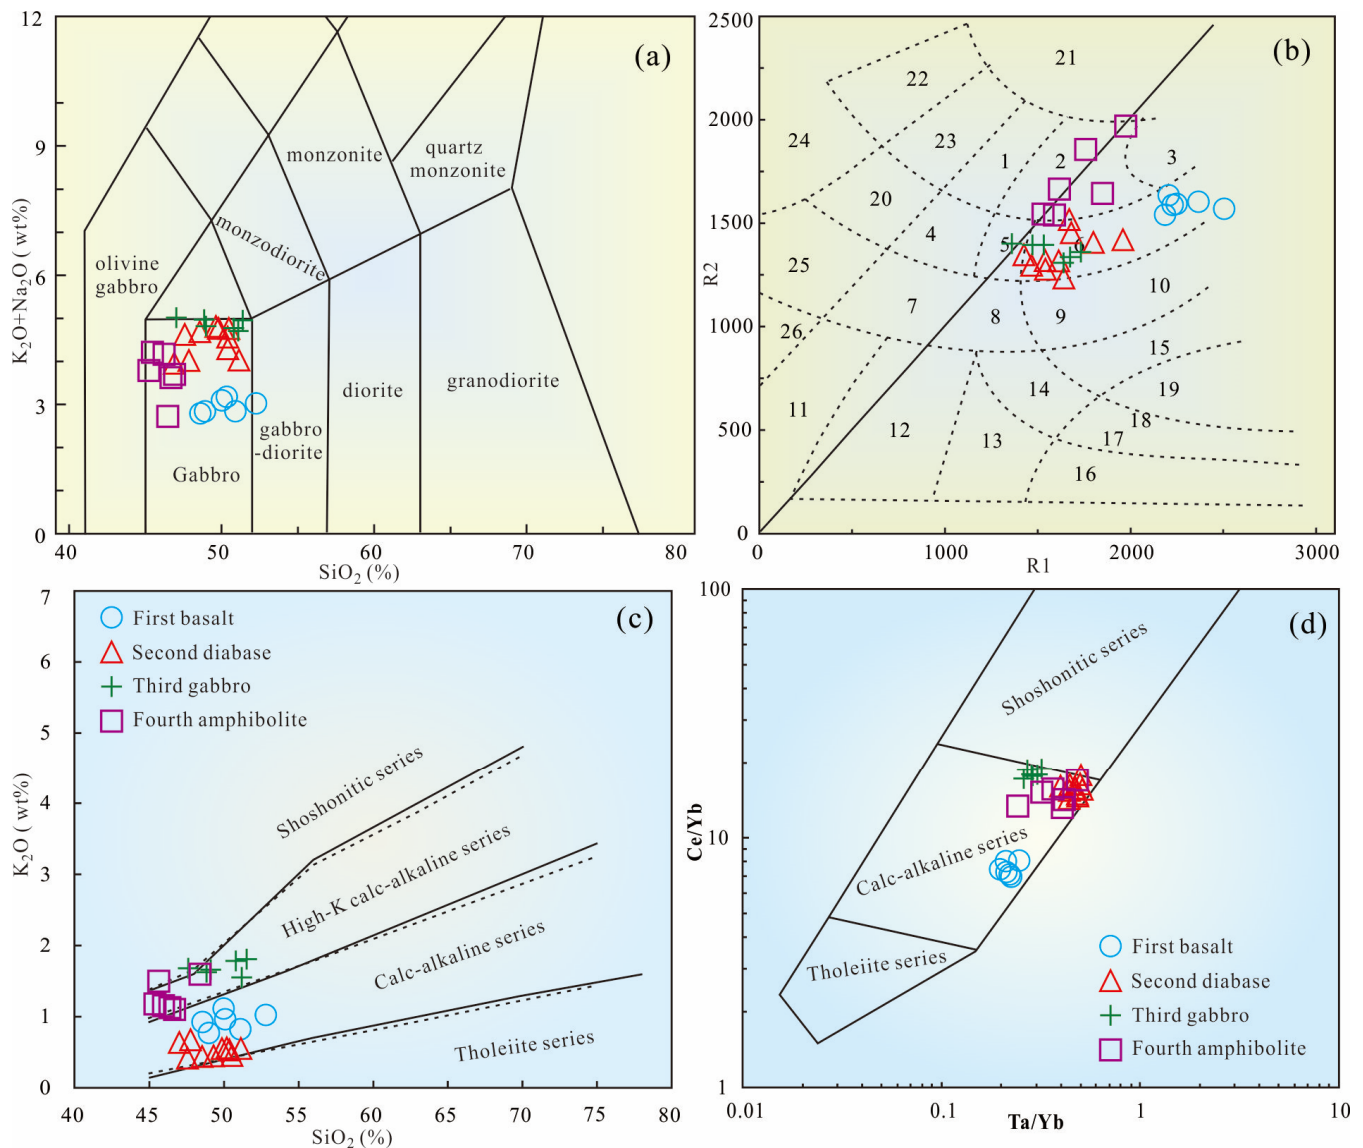 (a)
12
9
6
3
0
K₂O+Na₂O ( wt%)
monzonite
quartz
monzonite
monzodiorite
olivine
gabbro
Gabbro
gabbro
-diorite
diorite
granodiorite
40
50
60
70
80
SiO₂ (%)
(b)
2500
2000
1500
1000
500
0
R2
21
22
23
24
1
2
3
20
4
5
6
25
7
8
9
10
26
15
11
12
13
14
19
18
17
16
0
1000
2000
3000
R1
(c)
7
6
5
4
3
2
1
0
K₂O ( wt%)
First basalt
Second diabase
Third gabbro
Fourth amphibolite
Shoshonitic series
High-K calc-alkaline series
Calc-alkaline series
Tholeiite series
40
45
50
55
60
65
70
75
80
SiO₂ (%)
(d)
100
10
1
Ce/Yb
Shoshonitic series
Calc-alkaline series
Tholeiite series
First basalt
Second diabase
Third gabbro
Fourth amphibolite
0.01
0.1
1
10
Ta/Yb